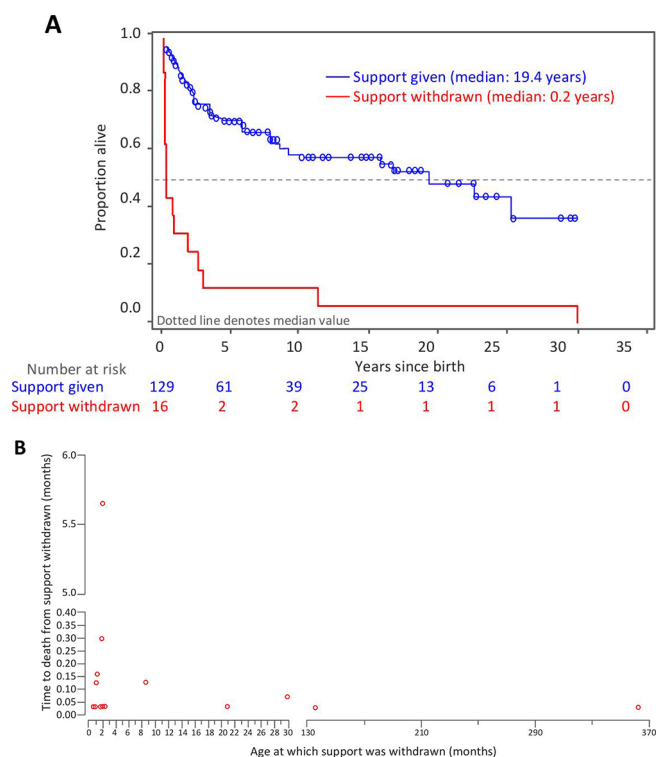 A
1.0
0.8
0.6
0.4
0.2
0.0
Proportion alive
Support given (median: 19.4 years)
Support withdrawn (median: 0.2 years)
Dotted line denotes median value
0 5 10 15 20 25 30 35
Years since birth
Number at risk
Support given 129 61 39 25 13 6 1 0
Support withdrawn 16 2 2 1 1 1 1 0
B
Time to death from support withdrawn (months)
6.0
5.5
5.0
0.40
0.35
0.30
0.25
0.20
0.15
0.10
0.05
0.00
0 2 4 6 8 10 12 14 16 18 20 22 24 26 28 30 130 210 290 370
Age at which support was withdrawn (months)